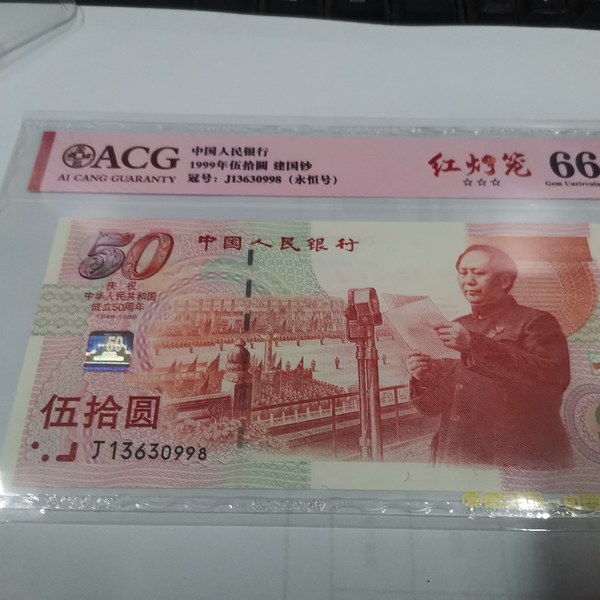 ACG
AI CANG GUARANTY
中国人民银行
1999年伍拾圆 建国钞
冠号：J13630998（永恒号）
红灯笼
66
Gem Uncircula
50
中国人民银行
庆祝
中华人民共和国
成立50周年
1949-1999
50
伍拾圆
J13630998